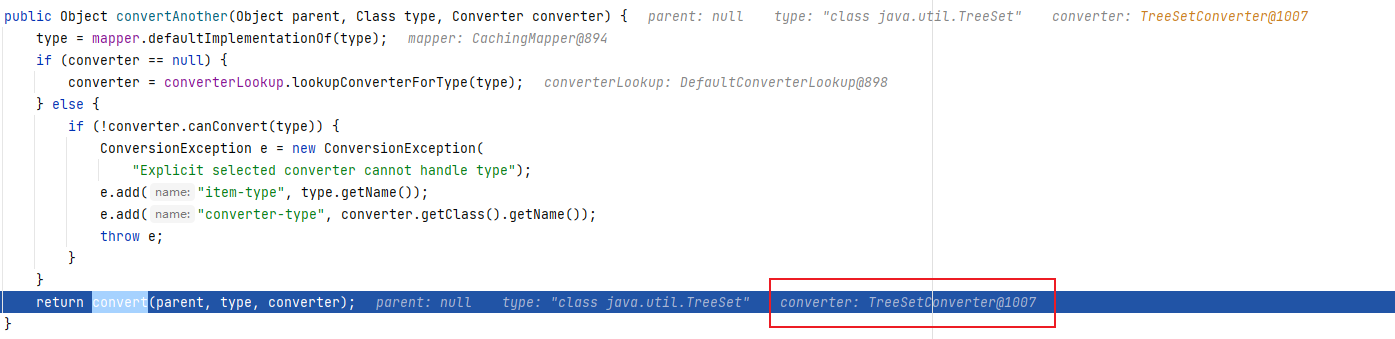 public Object convertAnother(Object parent, Class type, Converter converter) {   parent: null    type: "class java.util.TreeSet"    converter: TreeSetConverter@1007
    type = mapper.defaultImplementationOf(type);   mapper: CachingMapper@894
    if (converter == null) {
        converter = converterLookup.lookupConverterForType(type);   converterLookup: DefaultConverterLookup@898
    } else {
        if (!converter.canConvert(type)) {
            ConversionException e = new ConversionException(
                "Explicit selected converter cannot handle type");
            e.add( name: "item-type", type.getName());
            e.add( name: "converter-type", converter.getClass().getName());
            throw e;
        }
    }
    return convert(parent, type, converter);   parent: null    type: "class java.util.TreeSet"    converter: TreeSetConverter@1007
}